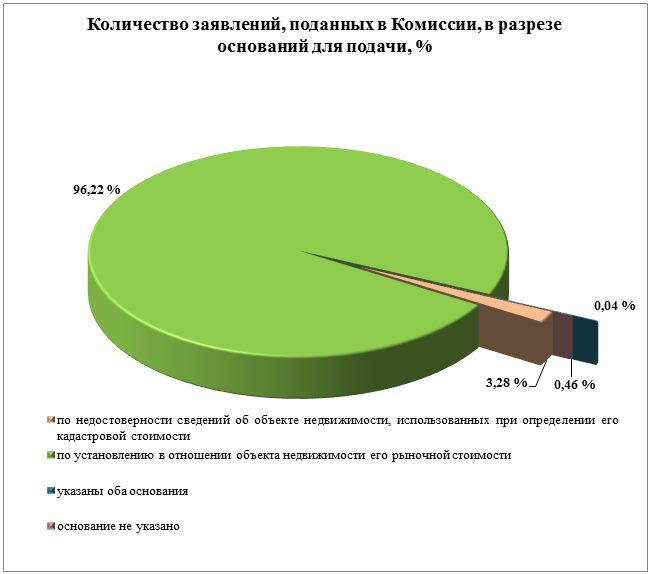 Количество заявлений, поданных в Комиссии, в разрезе
оснований для подачи, %
96,22 %
0,04 %
3,28 %
0,46 %
по недостоверности сведений об объекте недвижимости, использованных при определении его
кадастровой стоимости
по установлению в отношении объекта недвижимости его рыночной стоимости
указаны оба основания
основание не указано